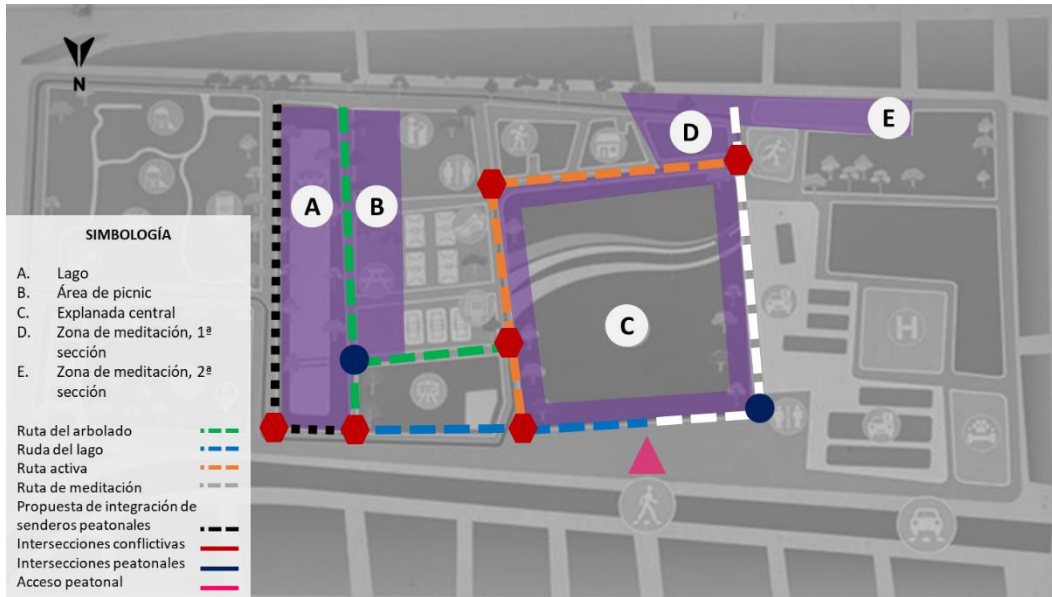 N
A
B
C
D
E
H
SIMBOLOGÍA
A. Lago
B. Área de picnic
C. Explanada central
D. Zona de meditación, 1ª
sección
E. Zona de meditación, 2ª
sección
Ruta del arbolado
Ruda del lago
Ruta activa
Ruta de meditación
Propuesta de integración de
senderos peatonales
Intersecciones conflictivas
Intersecciones peatonales
Acceso peatonal